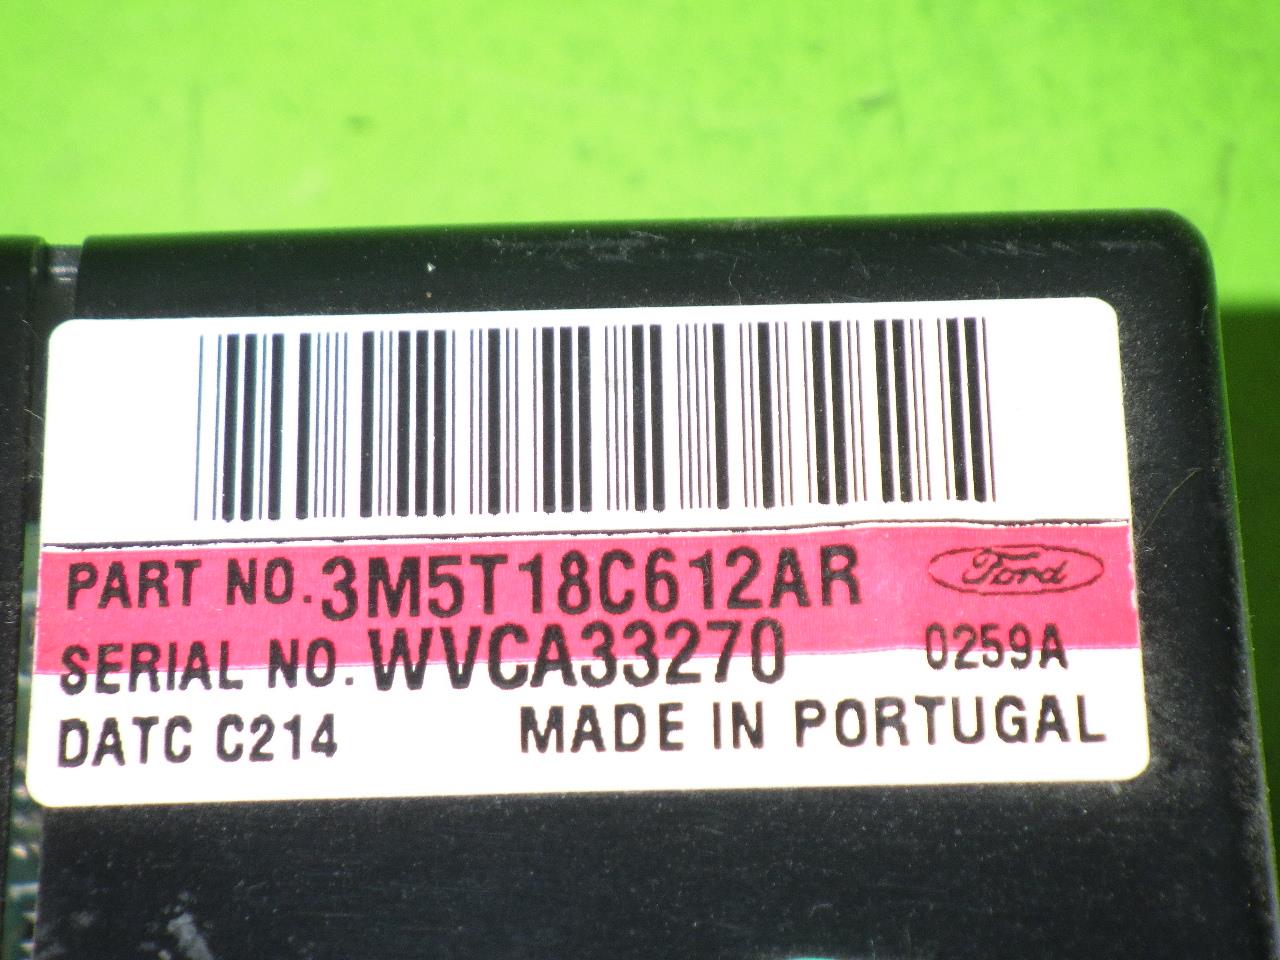 PART NO. 3M5T18C612AR Ford
SERIAL NO. WVCA33270 0259A
DATC C214 MADE IN PORTUGAL